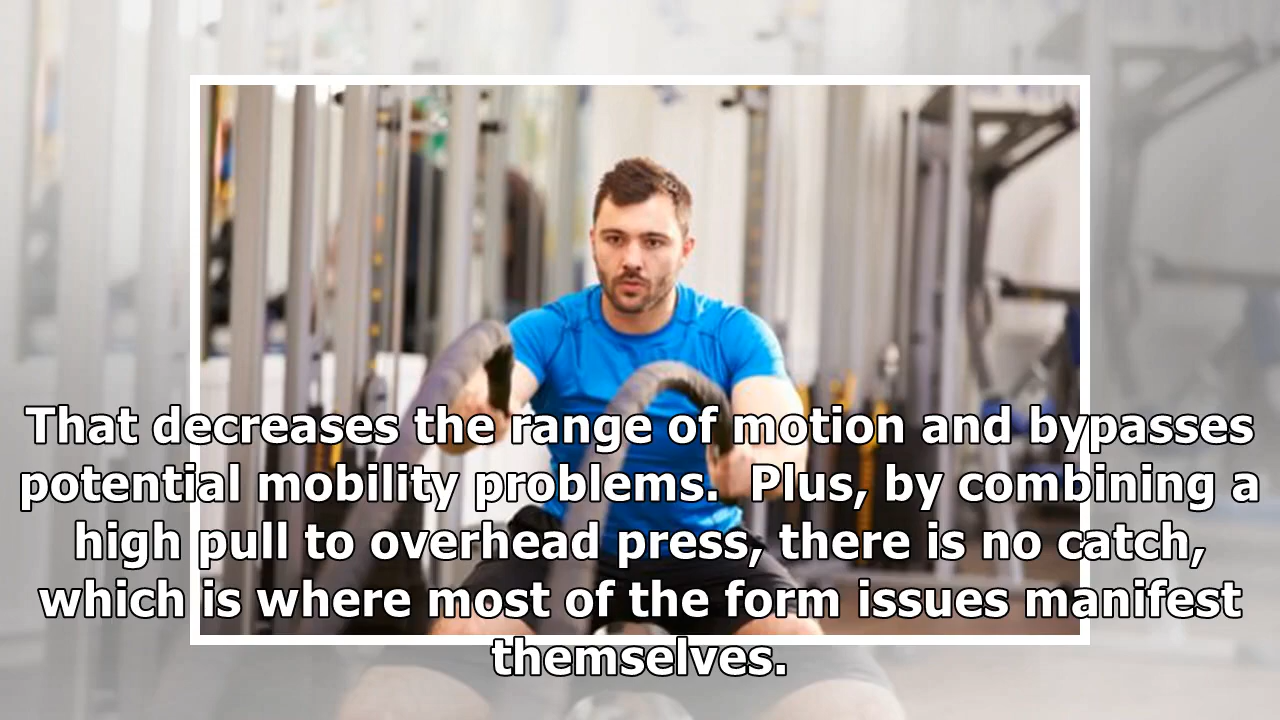 That decreases the range of motion and bypasses
potential mobility problems.  Plus, by combining a
high pull to overhead press, there is no catch,
which is where most of the form issues manifest
themselves.